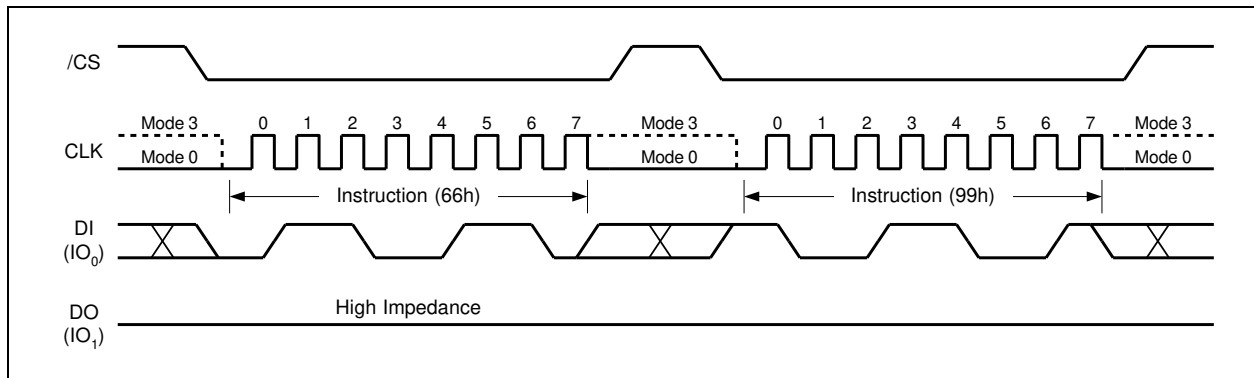 /CS
Mode 3 0 1 2 3 4 5 6 7 Mode 3 0 1 2 3 4 5 6 7 Mode 3
CLK Mode 0 Mode 0 Mode 0
Instruction (66h) Instruction (99h)
DI
(IO0)
High Impedance
DO
(IO1)